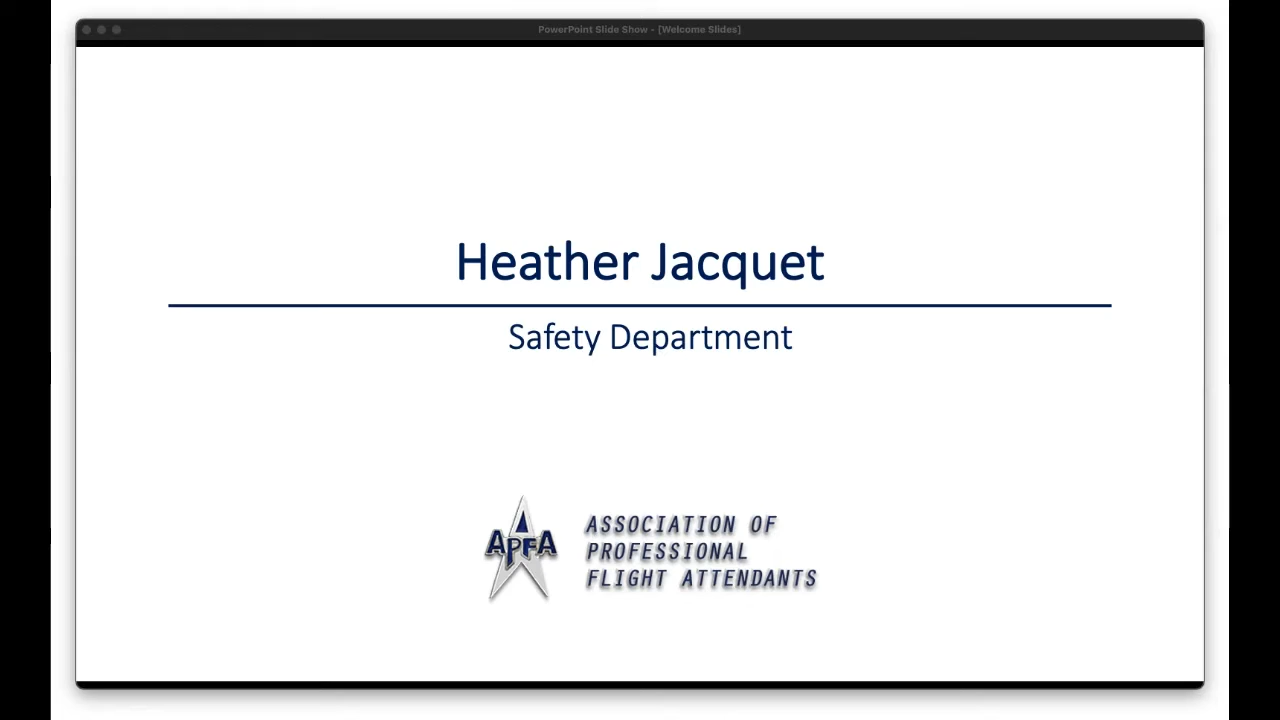 PowerPoint Slide Show - [Welcome Slides]
Heather Jacquet
Safety Department
APFA
ASSOCIATION OF
PROFESSIONAL
FLIGHT ATTENDANTS